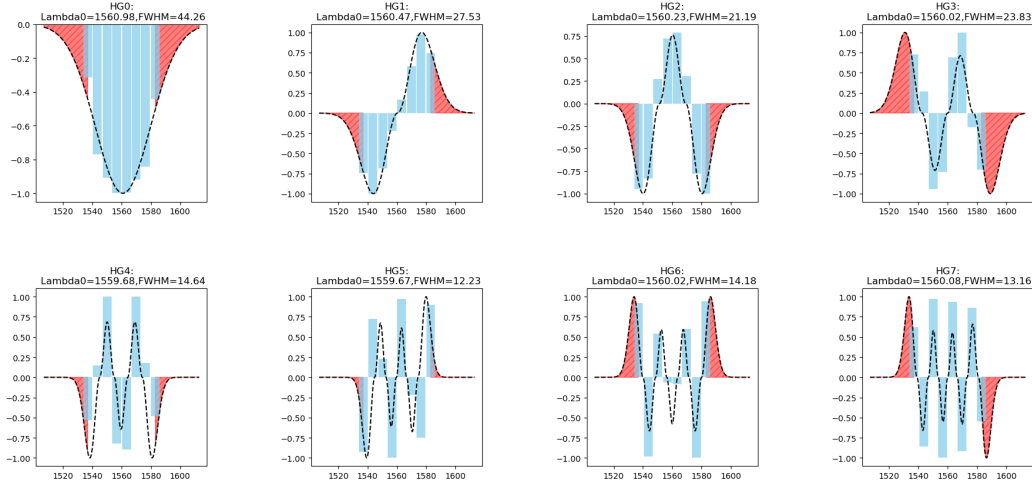 HG0:
Lambda0=1560.98,FWHM=44.26
0.0
−0.2
−0.4
−0.6
−0.8
−1.0
1520 1540 1560 1580 1600
HG1:
Lambda0=1560.47,FWHM=27.53
1.00
0.75
0.50
0.25
0.00
−0.25
−0.50
−0.75
−1.00
1520 1540 1560 1580 1600
HG2:
Lambda0=1560.23,FWHM=21.19
0.75
0.50
0.25
0.00
−0.25
−0.50
−0.75
−1.00
1520 1540 1560 1580 1600
HG3:
Lambda0=1560.02,FWHM=23.83
1.00
0.75
0.50
0.25
0.00
−0.25
−0.50
−0.75
−1.00
1520 1540 1560 1580 1600
HG4:
Lambda0=1559.68,FWHM=14.64
1.00
0.75
0.50
0.25
0.00
−0.25
−0.50
−0.75
−1.00
1520 1540 1560 1580 1600
HG5:
Lambda0=1559.67,FWHM=12.23
1.00
0.75
0.50
0.25
0.00
−0.25
−0.50
−0.75
−1.00
1520 1540 1560 1580 1600
HG6:
Lambda0=1560.02,FWHM=14.18
1.00
0.75
0.50
0.25
0.00
−0.25
−0.50
−0.75
−1.00
1520 1540 1560 1580 1600
HG7:
Lambda0=1560.08,FWHM=13.16
1.00
0.75
0.50
0.25
0.00
−0.25
−0.50
−0.75
−1.00
1520 1540 1560 1580 1600